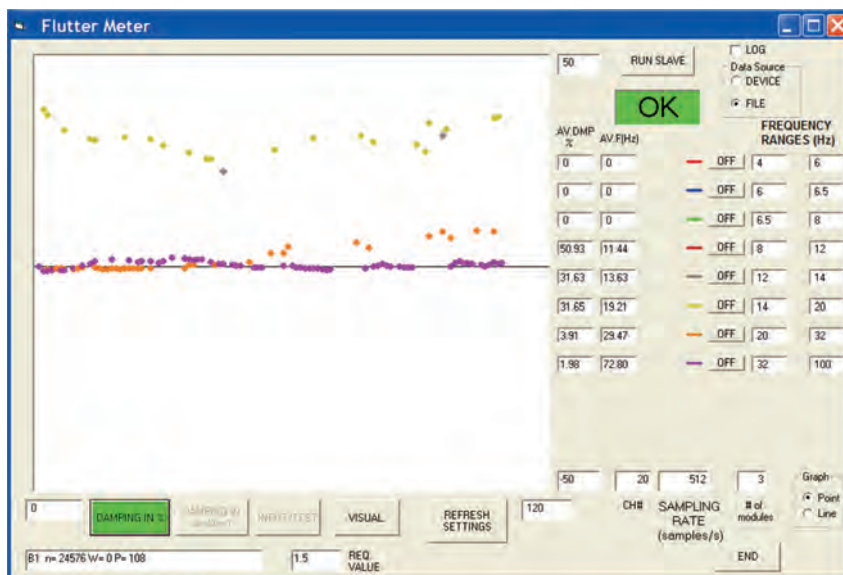 Flutter Meter
50
RUN SLAVE
LOG
Data Source
DEVICE
FILE
OK
AV.DMP %
AV.F(Hz)
FREQUENCY RANGES (Hz)
0 0 OFF 4 6
0 0 OFF 6 6.5
0 0 OFF 6.5 8
50.93 11.44 OFF 8 12
31.63 13.63 OFF 12 14
31.65 19.21 OFF 14 20
3.91 29.47 OFF 20 32
1.98 72.80 OFF 32 100
-50 20 512 3
CH# SAMPLING RATE (samples/s) # of modules
Graph
Point
Line
0
DAMPING IN %
DAMPING IN
VISUAL
REFRESH SETTINGS
120
END
B1 n= 24576 W= 0 P= 108
1.5
REQ. VALUE